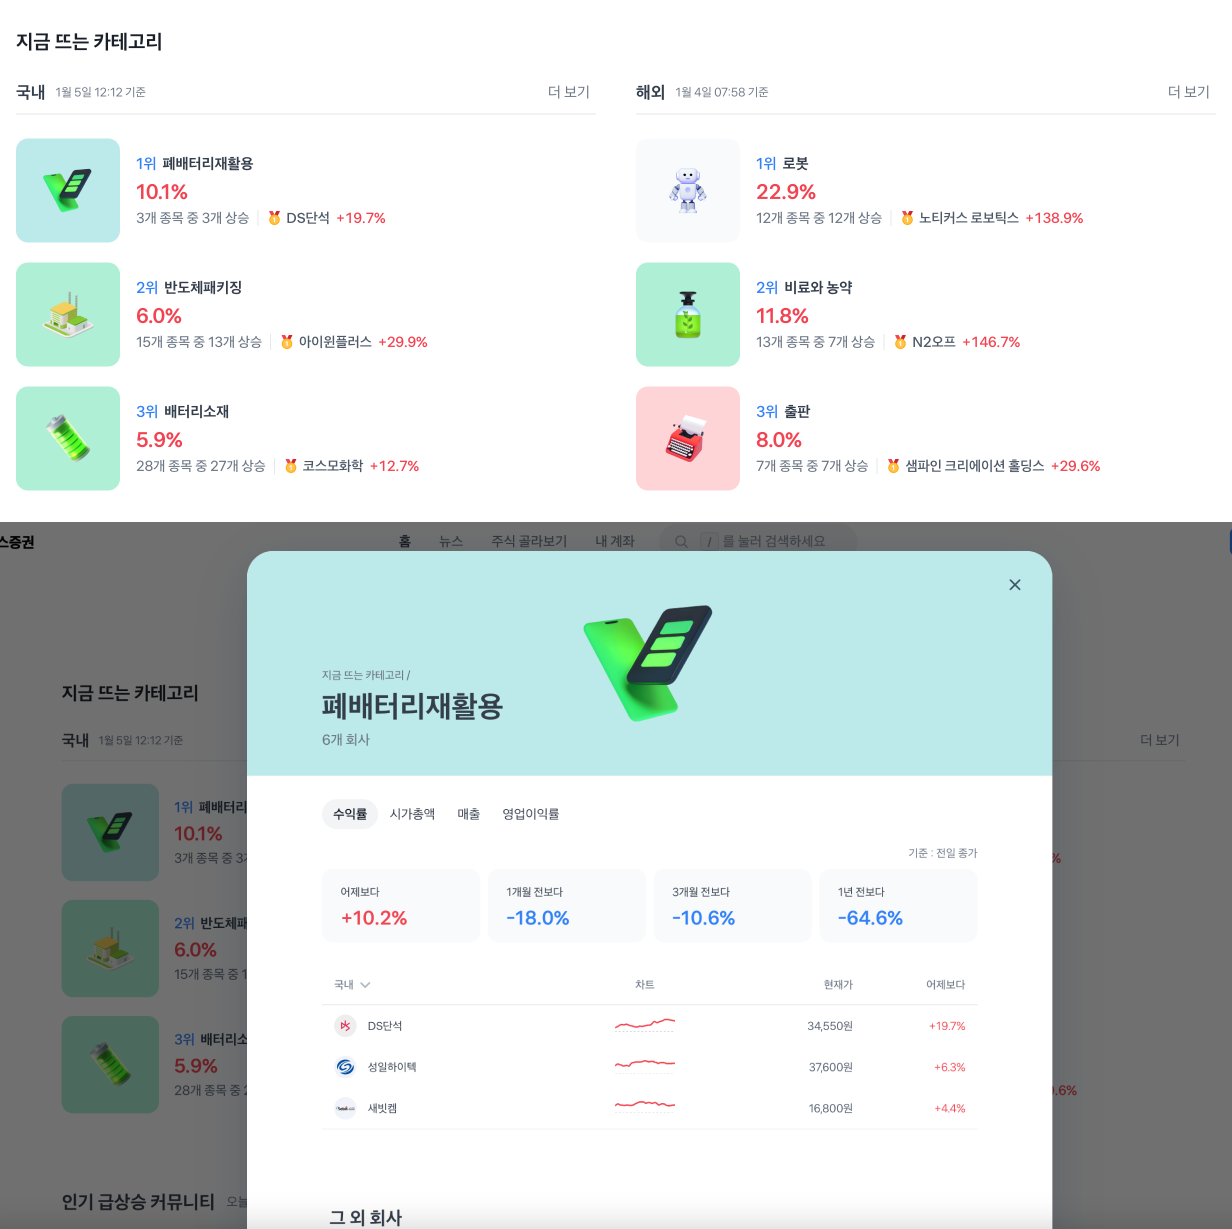 지금 뜨는 카테고리
국내 1월 5일 12:12 기준 더 보기
1위 폐배터리재활용
10.1%
3개 종목 중 3개 상승 DS단석 +19.7%
2위 반도체패키징
6.0%
15개 종목 중 13개 상승 아이윈플러스 +29.9%
3위 배터리소재
5.9%
28개 종목 중 27개 상승 코스모화학 +12.7%
해외 1월 4일 07:58 기준 더 보기
1위 로봇
22.9%
12개 종목 중 12개 상승 노티커스 로보틱스 +138.9%
2위 비료와 농약
11.8%
13개 종목 중 7개 상승 N2오프 +146.7%
3위 출판
8.0%
7개 종목 중 7개 상승 샘파인 크리에이션 홀딩스 +29.6%
스증권 홈 뉴스 주식 골라보기 내 계좌 / 를 눌러 검색하세요
지금 뜨는 카테고리
국내 1월 5일 12:12 기준 더 보기
1위 폐배터리
10.1%
3개 종목 중 3
2위 반도체패
6.0%
15개 종목 중 1
3위 배터리소
5.9%
28개 종목 중 2
%
.6%
인기 급상승 커뮤니티 오늘
지금 뜨는 카테고리 /
폐배터리재활용
6개 회사
수익률 시가총액 매출 영업이익률
기준 : 전일 종가
어제보다 1개월 전보다 3개월 전보다 1년 전보다
+10.2% -18.0% -10.6% -64.6%
국내 차트 현재가 어제보다
DS단석 34,550원 +19.7%
성일하이텍 37,600원 +6.3%
새빗켐 16,800원 +4.4%
그 외 회사